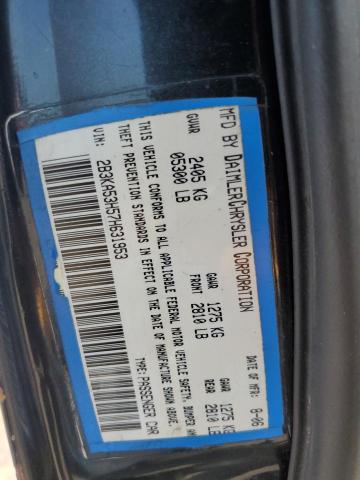 MFD BY DAIMLERCHRYSLER CORPORATION
DATE OF MFR: 8-06
GVWR
2405 KG
05300 LB
GAWR FRONT
1275 KG
2810 LB
GAWR REAR
1275 KG
2810 LB
THIS VEHICLE CONFORMS TO ALL APPLICABLE FEDERAL MOTOR VEHICLE SAFETY, BUMPER AND
THEFT PREVENTION STANDARDS IN EFFECT ON THE DATE OF MANUFACTURE SHOWN ABOVE.
2B3KA53H57H631953
TYPE: PASSENGER CAR